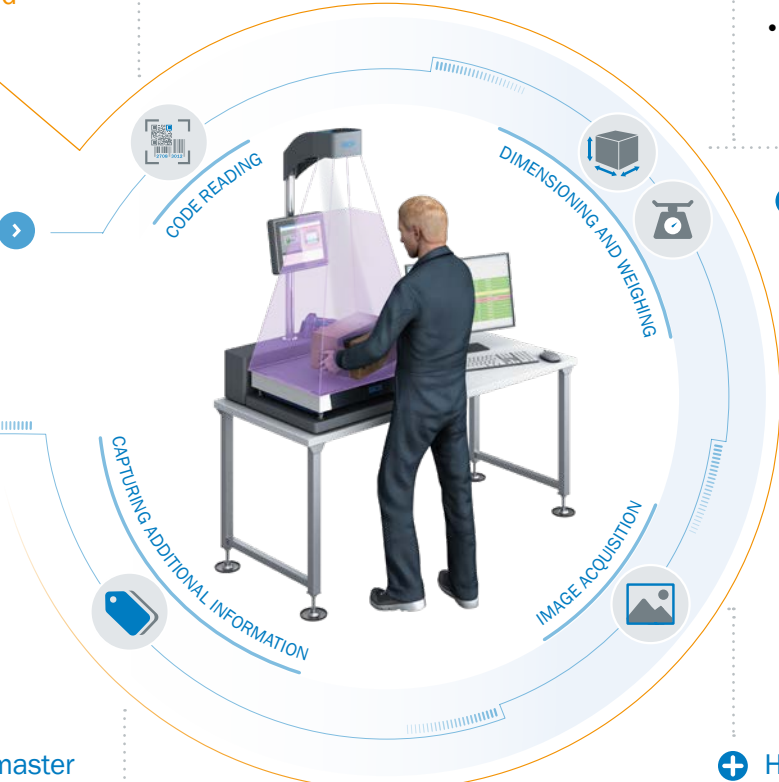 CODE READING
DIMENSIONING AND WEIGHING
CAPTURING ADDITIONAL INFORMATION
IMAGE ACQUISITION
master
H